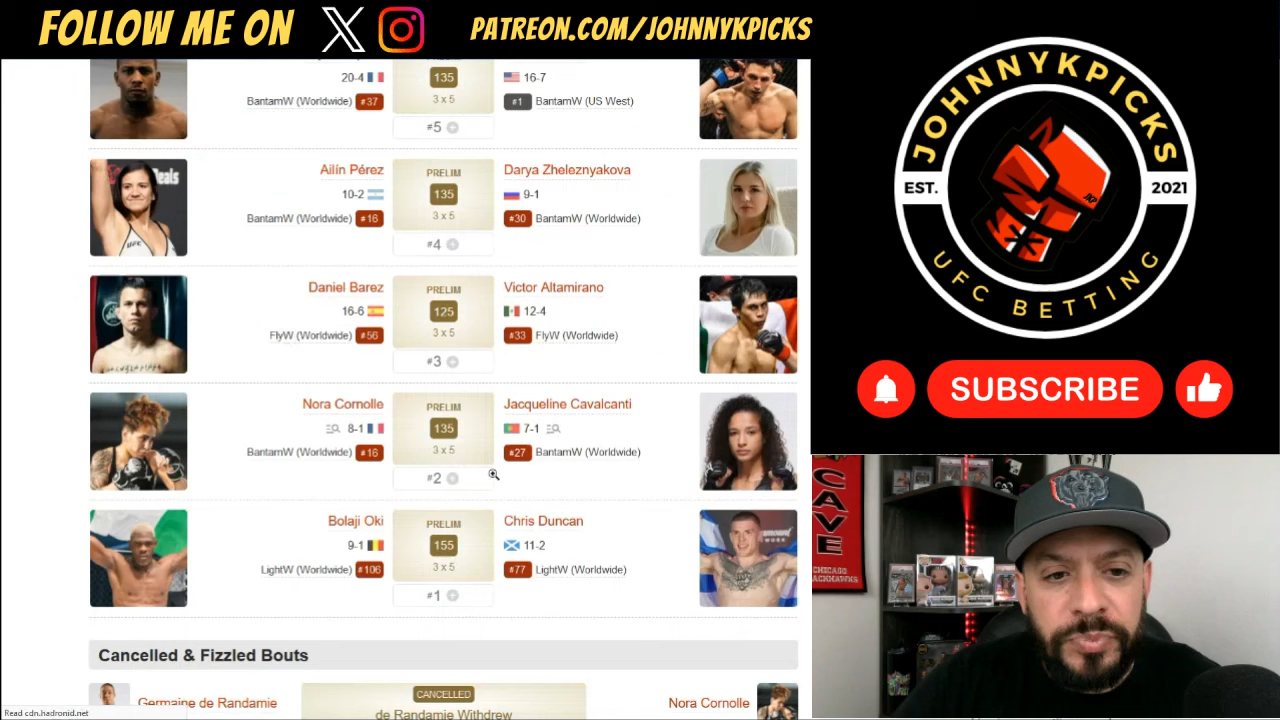 FOLLOW ME ON
PATREON.COM/JOHNNYKPICKS
20-4
135
3 x 5
16-7
BantamW (Worldwide) #37
#1 BantamW (US West)
#5
Ailín Pérez
PRELIM
Darya Zheleznyakova
10-2
135
9-1
BantamW (Worldwide) #16
3 x 5
#30 BantamW (Worldwide)
#4
Daniel Barez
PRELIM
Victor Altamirano
16-6
125
12-4
FlyW (Worldwide) #56
3 x 5
#33 FlyW (Worldwide)
#3
Nora Cornolle
PRELIM
Jacqueline Cavalcanti
8-1
135
7-1
BantamW (Worldwide) #16
3 x 5
#27 BantamW (Worldwide)
#2
Bolaji Oki
PRELIM
Chris Duncan
9-1
155
11-2
LightW (Worldwide) #106
3 x 5
#77 LightW (Worldwide)
#1
Cancelled & Fizzled Bouts
CANCELLED
Germaine de Randamie
de Randamie Withdrew
Nora Cornolle
Read cdn.hadronid.net
JOHNNYKPICKS
EST.
2021
UFC BETTING
SUBSCRIBE
CAVE
CHICAGO
BLACKHAWKS